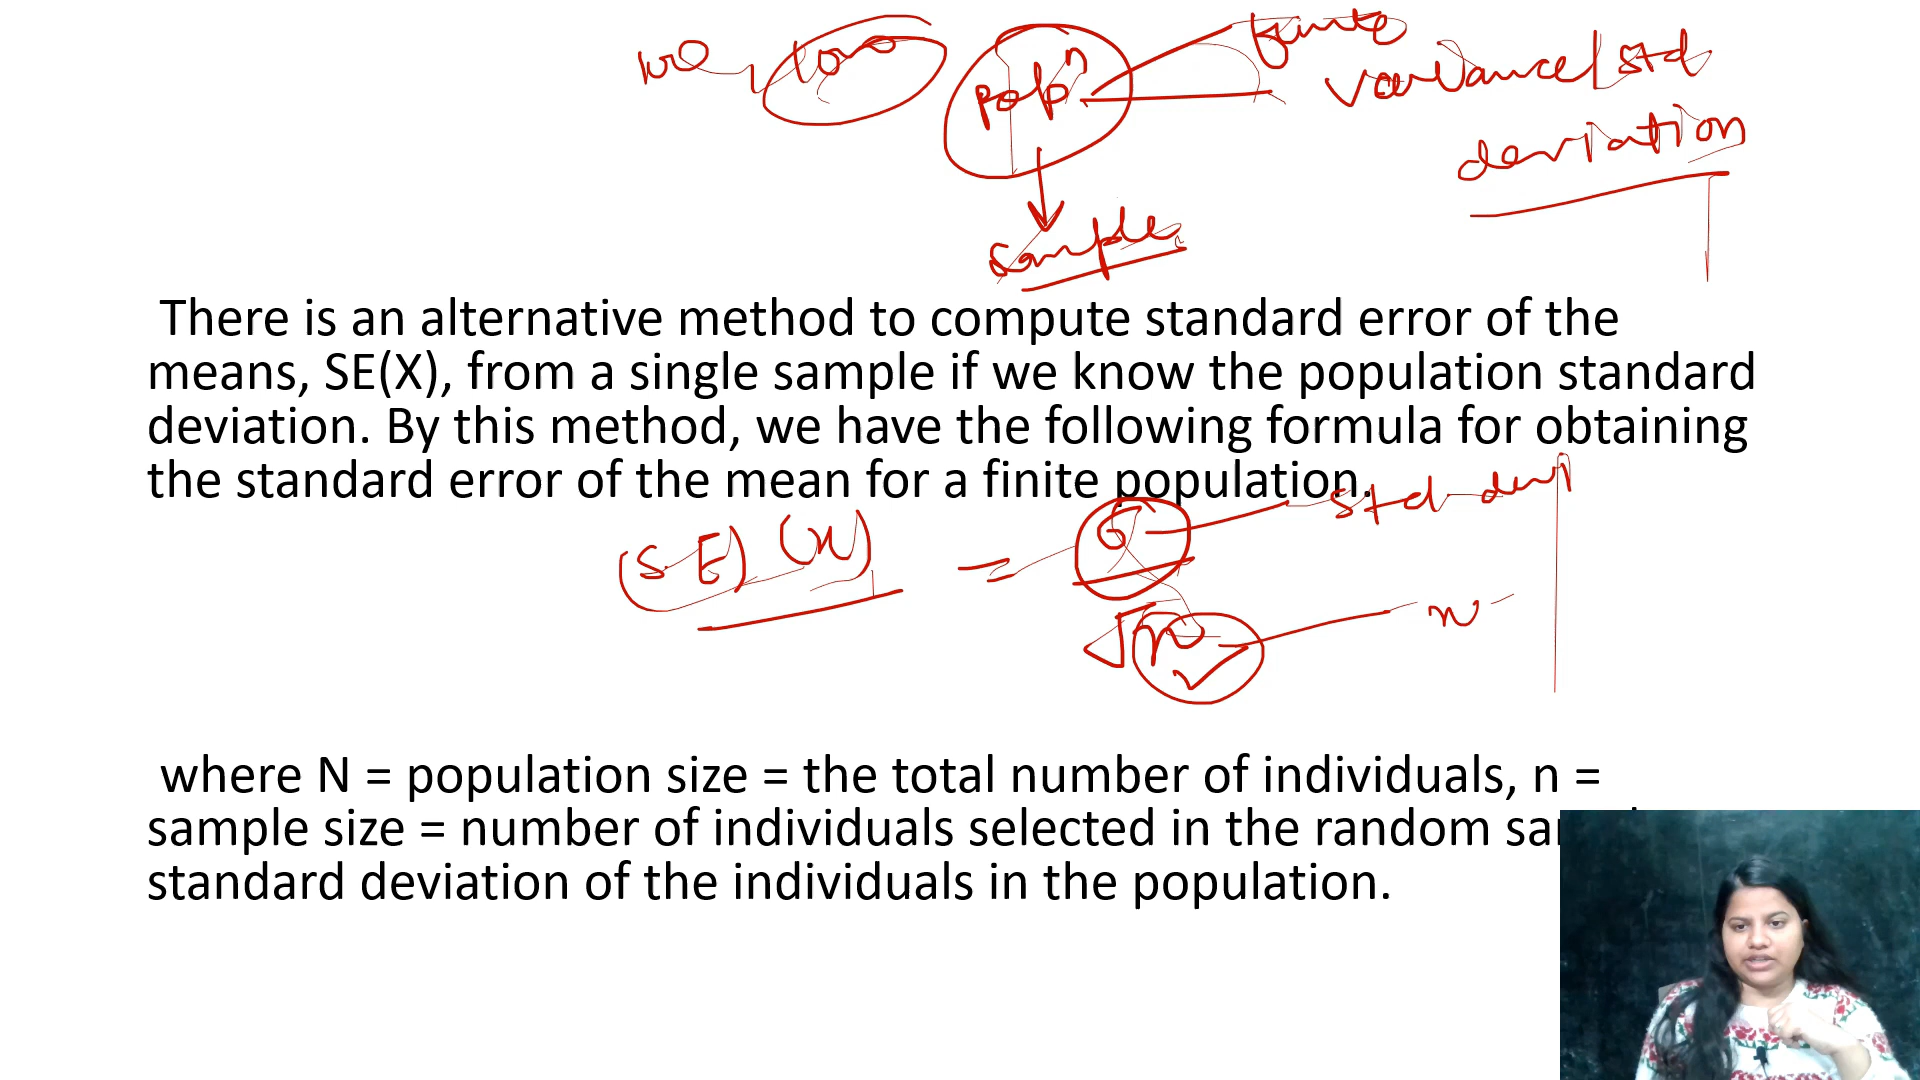 finite
popⁿ
variance/std
deviation
sample
There is an alternative method to compute standard error of the
means, SE(X), from a single sample if we know the population standard
deviation. By this method, we have the following formula for obtaining
the standard error of the mean for a finite population.
(S.E) (x) = σ std devⁿ
√n n
where N = population size = the total number of individuals, n =
sample size = number of individuals selected in the random
standard deviation of the individuals in the population.